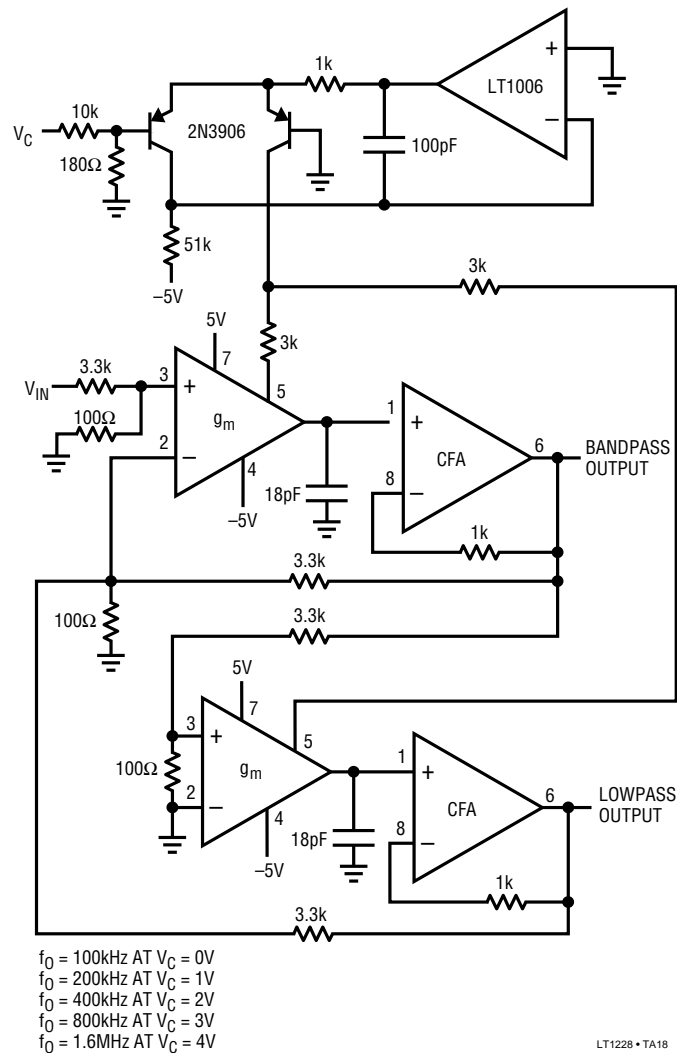 1k
+
LT1006
−
10k
V_C
2N3906
180Ω
100pF
51k
–5V
3k
3k
5V
7
3.3k
3
V_IN
+
5
100Ω
g_m
1
+
2
−
4
CFA
6
BANDPASS
OUTPUT
8
−
18pF
–5V
1k
3.3k
100Ω
3.3k
5V
7
3
+
5
100Ω
g_m
1
+
2
−
4
CFA
6
LOWPASS
OUTPUT
8
−
18pF
–5V
1k
3.3k
f_O = 100kHz AT V_C = 0V
f_O = 200kHz AT V_C = 1V
f_O = 400kHz AT V_C = 2V
f_O = 800kHz AT V_C = 3V
f_O = 1.6MHz AT V_C = 4V
LT1228 • TA18